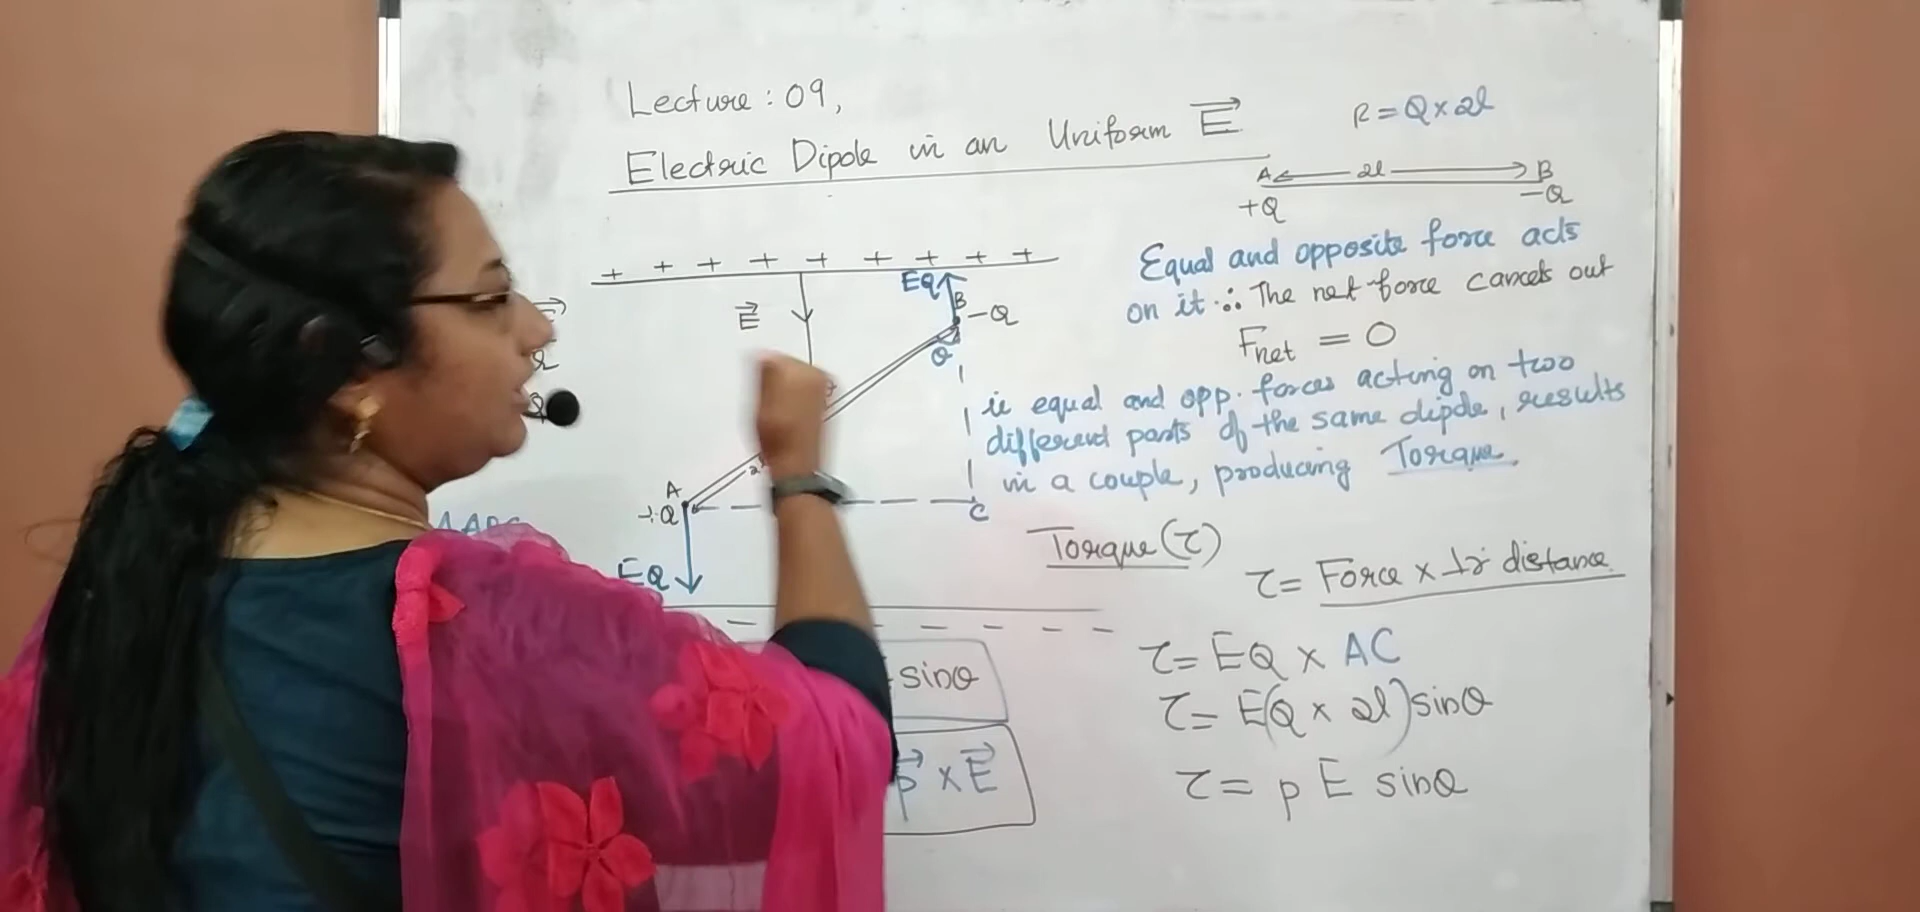 Lecture : 09,
Electric Dipole in an Uniform E
P = Q × 2l
A 2l B
+Q -Q
+ + + + + + + + +
E
EQ
B
-Q
θ
A
+Q
2l
C
EQ
- - - - - -
Equal and opposite force acts
on it ∴ The net force cancels out
Fnet = 0
ie equal and opp. forces acting on two
different parts of the same dipole, results
in a couple, producing Torque.
Torque (τ)
τ = Force × ⊥r distance
τ = EQ × AC
τ = E(Q × 2l) sinθ
τ = p E sinθ
sinθ
p × E